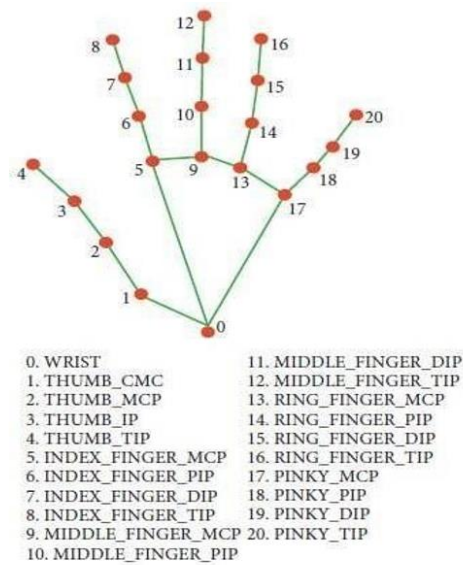 12
8
16
11
7
15
6
10
14
20
4
5
9
13
19
3
18
17
2
1
0
0. WRIST
1. THUMB_CMC
2. THUMB_MCP
3. THUMB_IP
4. THUMB_TIP
5. INDEX_FINGER_MCP
6. INDEX_FINGER_PIP
7. INDEX_FINGER_DIP
8. INDEX_FINGER_TIP
9. MIDDLE_FINGER_MCP
10. MIDDLE_FINGER_PIP
11. MIDDLE_FINGER_DIP
12. MIDDLE_FINGER_TIP
13. RING_FINGER_MCP
14. RING_FINGER_PIP
15. RING_FINGER_DIP
16. RING_FINGER_TIP
17. PINKY_MCP
18. PINKY_PIP
19. PINKY_DIP
20. PINKY_TIP